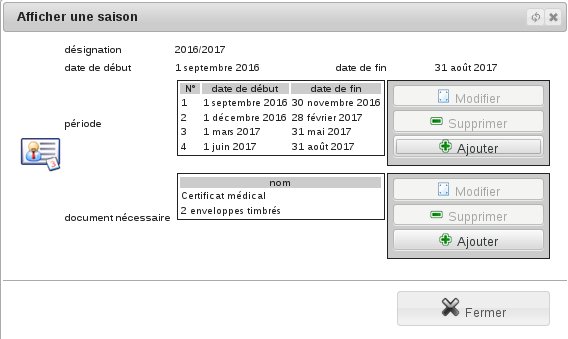 Afficher une saison
désignation 2016/2017
date de début 1 septembre 2016 date de fin 31 août 2017
période
N° date de début date de fin
1 1 septembre 2016 30 novembre 2016
2 1 décembre 2016 28 février 2017
3 1 mars 2017 31 mai 2017
4 1 juin 2017 31 août 2017
Modifier
Supprimer
Ajouter
document nécessaire
nom
Certificat médical
2 enveloppes timbrés
Modifier
Supprimer
Ajouter
Fermer